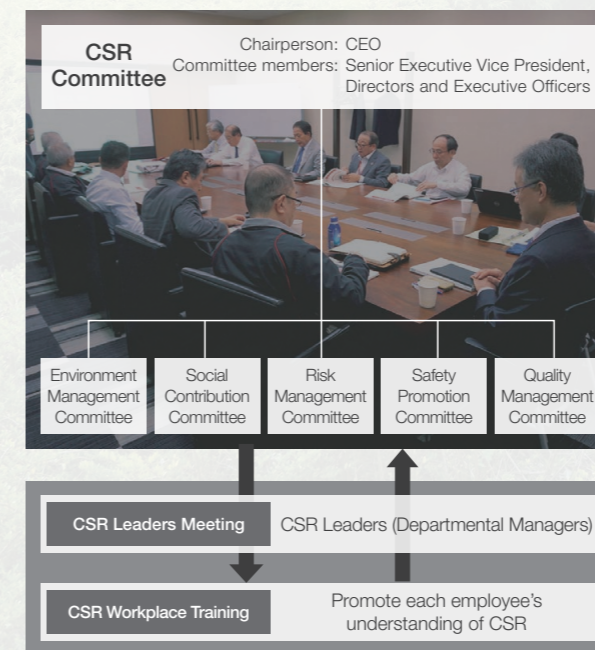 CSR
Committee
Chairperson: CEO
Committee members: Senior Executive Vice President,
Directors and Executive Officers
Environment
Management
Committee
Social
Contribution
Committee
Risk
Management
Committee
Safety
Promotion
Committee
Quality
Management
Committee
CSR Leaders Meeting
CSR Leaders (Departmental Managers)
CSR Workplace Training
Promote each employee's
understanding of CSR